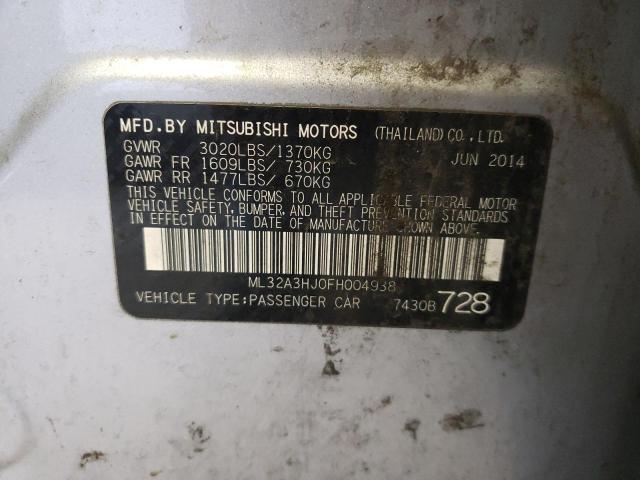 MFD.BY MITSUBISHI MOTORS (THAILAND) CO., LTD.
GVWR 3020LBS/1370KG JUN 2014
GAWR FR 1609LBS/ 730KG
GAWR RR 1477LBS/ 670KG
THIS VEHICLE CONFORMS TO ALL APPLICABLE FEDERAL MOTOR
VEHICLE SAFETY, BUMPER, AND THEFT PREVENTION STANDARDS
IN EFFECT ON THE DATE OF MANUFACTURE SHOWN ABOVE.
ML32A3HJ0FH004938
VEHICLE TYPE:PASSENGER CAR 7430B 728